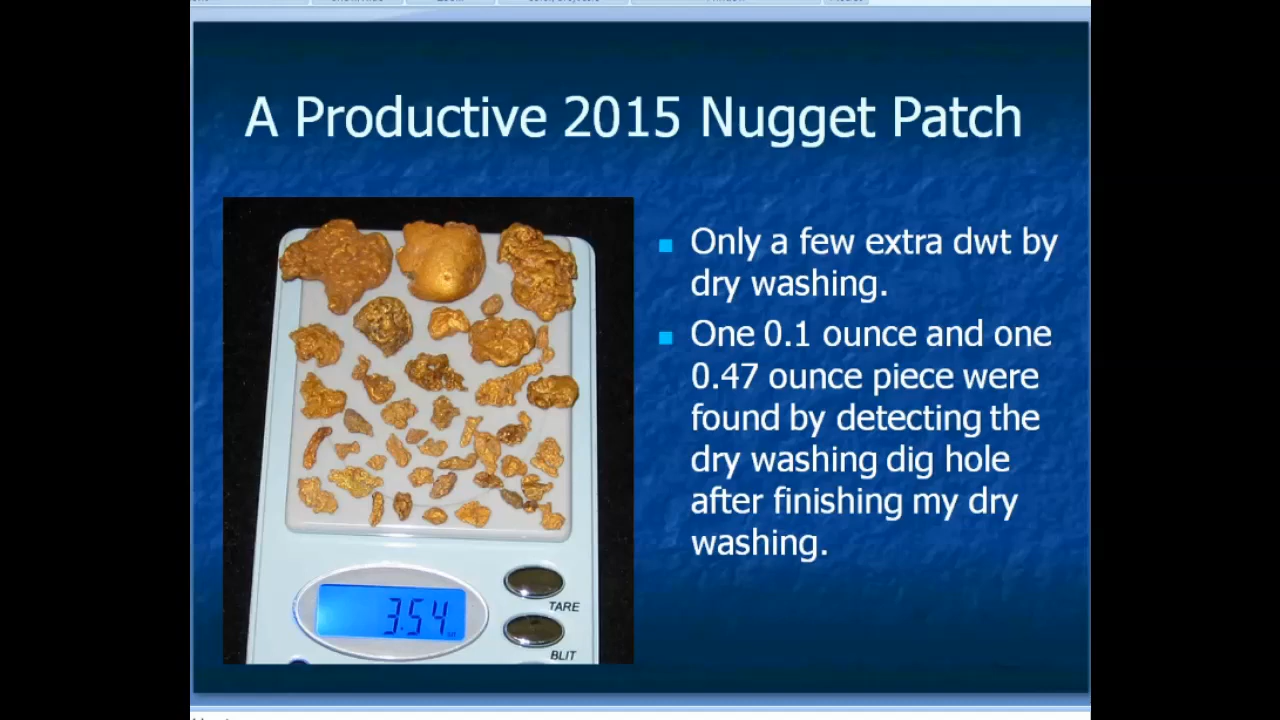 A Productive 2015 Nugget Patch
Only a few extra dwt by
dry washing.
One 0.1 ounce and one
0.47 ounce piece were
found by detecting the
dry washing dig hole
after finishing my dry
washing.
3.54
TARE
BLIT